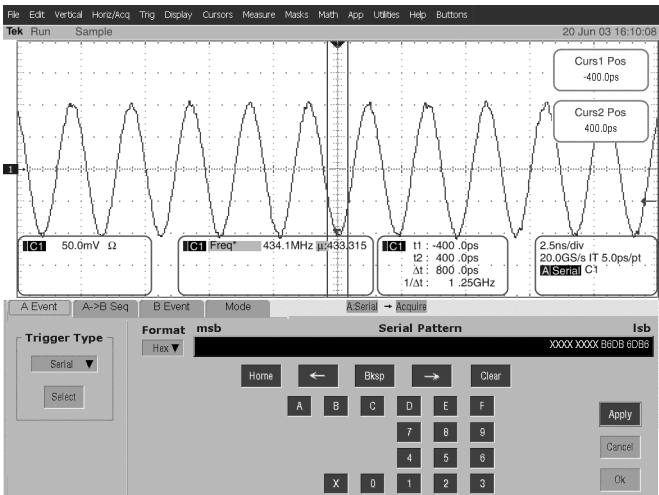 File Edit Vertical Horiz/Acq Trig Display Cursors Measure Masks Math App Utilities Help Buttons
Tek Run Sample 20 Jun 03 16:10:08
Curs1 Pos
-400.0ps
Curs2 Pos
400.0ps
1
C1 50.0mV Ω
C1 Freq* 434.1MHz µ:433.315
C1 t1 : -400 .0ps
t2 : 400 .0ps
Δt : 800 .0ps
1/Δt : 1 .25GHz
2.5ns/div
20.0GS/s IT 5.0ps/pt
A Serial C1
A Event A->B Seq B Event Mode A:Serial → Acquire
Trigger Type
Serial ▼
Select
Format msb Serial Pattern lsb
Hex ▼ XXXX XXXX B6DB 6DB6
Home ← Bksp → Clear
A B C D E F
7 8 9
4 5 6
X 0 1 2 3
Apply
Cancel
Ok